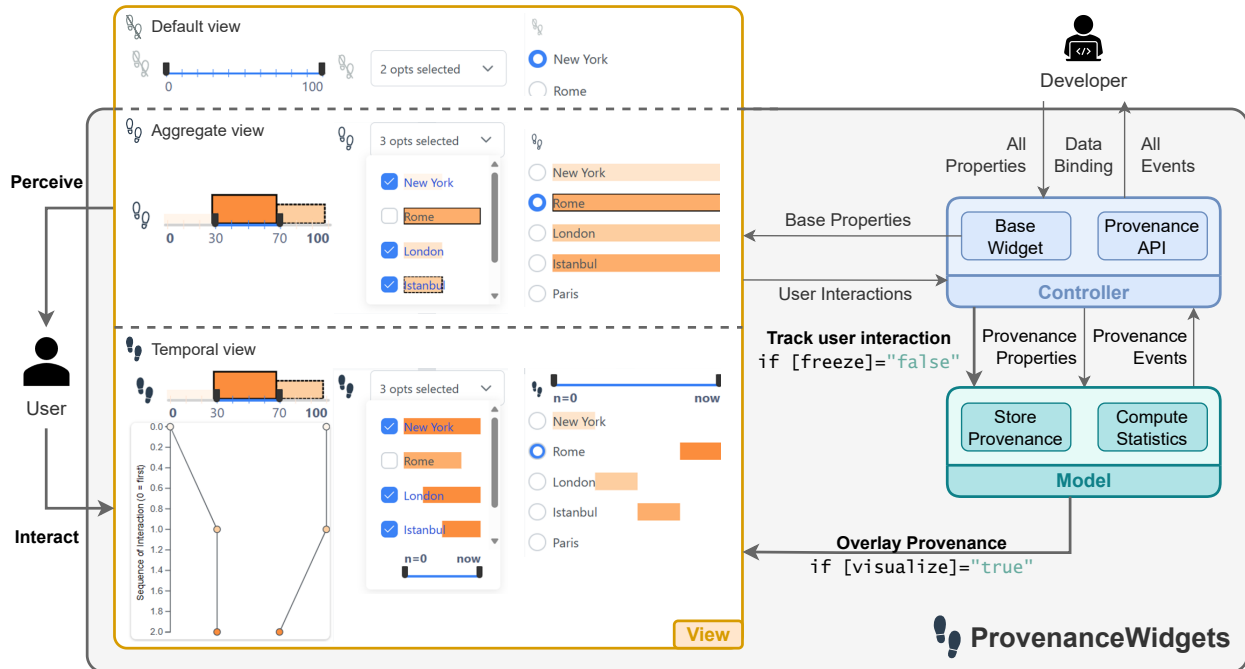 Default view
0
100
2 opts selected
New York
Rome
Aggregate view
0
30
70
100
3 opts selected
New York
Rome
London
Istanbul
New York
Rome
London
Istanbul
Paris
Temporal view
0
30
70
100
0.0
0.2
0.4
0.6
0.8
1.0
1.2
1.4
1.6
1.8
2.0
Sequence of Interaction (0 = first)
3 opts selected
New York
Rome
London
Istanbul
n=0 now
n=0 now
New York
Rome
London
Istanbul
Paris
View
Perceive
User
Interact
Developer
</>
All
Properties
Data
Binding
All
Events
Base Properties
User Interactions
Base
Widget
Provenance
API
Controller
Track user interaction
if [freeze]="false"
Provenance
Properties
Provenance
Events
Store
Provenance
Compute
Statistics
Model
Overlay Provenance
if [visualize]="true"
ProvenanceWidgets